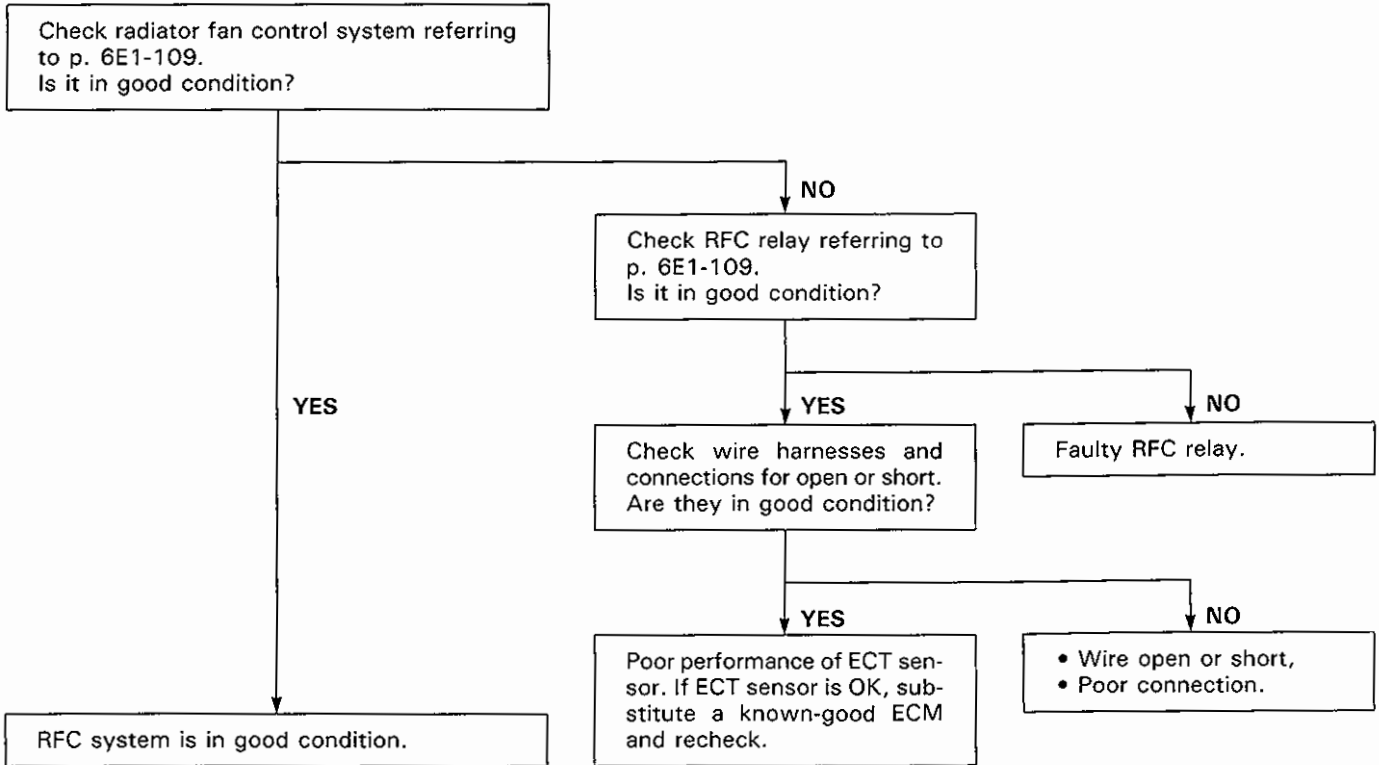 Check radiator fan control system referring
to p. 6E1-109.
Is it in good condition?
NO
Check RFC relay referring to
p. 6E1-109.
Is it in good condition?
YES
YES
NO
Check wire harnesses and
connections for open or short.
Are they in good condition?
Faulty RFC relay.
YES
NO
Poor performance of ECT sen-
sor. If ECT sensor is OK, sub-
stitute a known-good ECM
and recheck.
• Wire open or short,
• Poor connection.
RFC system is in good condition.